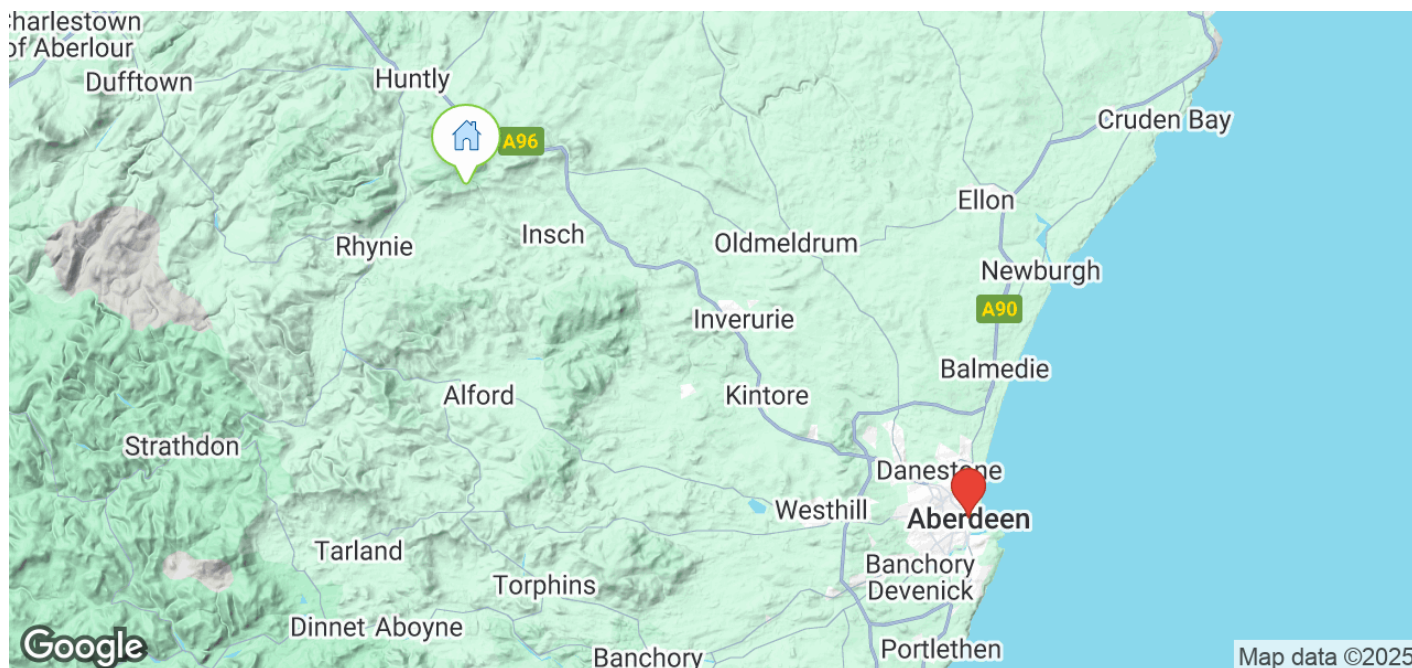 Charlestown
of Aberlour
Dufftown
Huntly
A96
Cruden Bay
Ellon
Rhynie
Insch
Oldmeldrum
Newburgh
A90
Inverurie
Balmedie
Alford
Kintore
Strathdon
Danestone
Westhill
Aberdeen
Tarland
Torphins
Banchory
Devenick
Dinnet
Aboyne
Banchory
Portlethen
Google
Map data ©2025